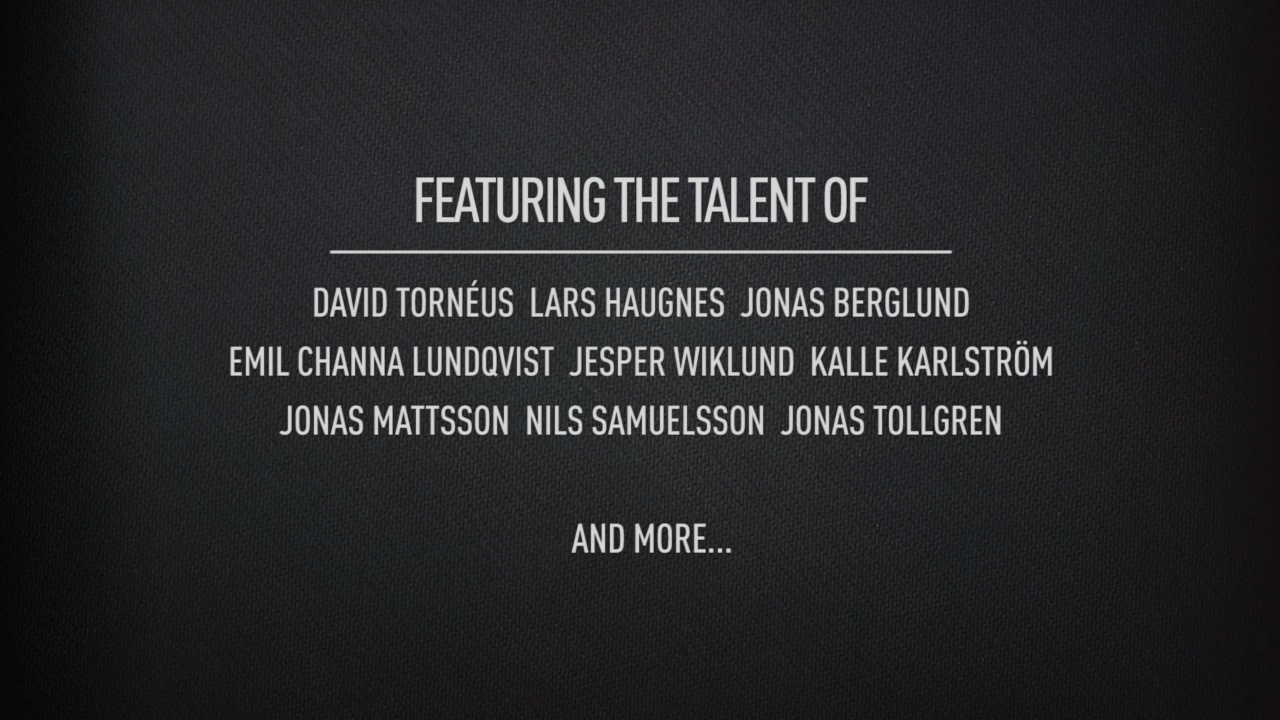 FEATURING THE TALENT OF
DAVID TORNÉUS LARS HAUGNES JONAS BERGLUND
EMIL CHANNA LUNDQVIST JESPER WIKLUND KALLE KARLSTRÖM
JONAS MATTSSON NILS SAMUELSSON JONAS TOLLGREN
AND MORE...